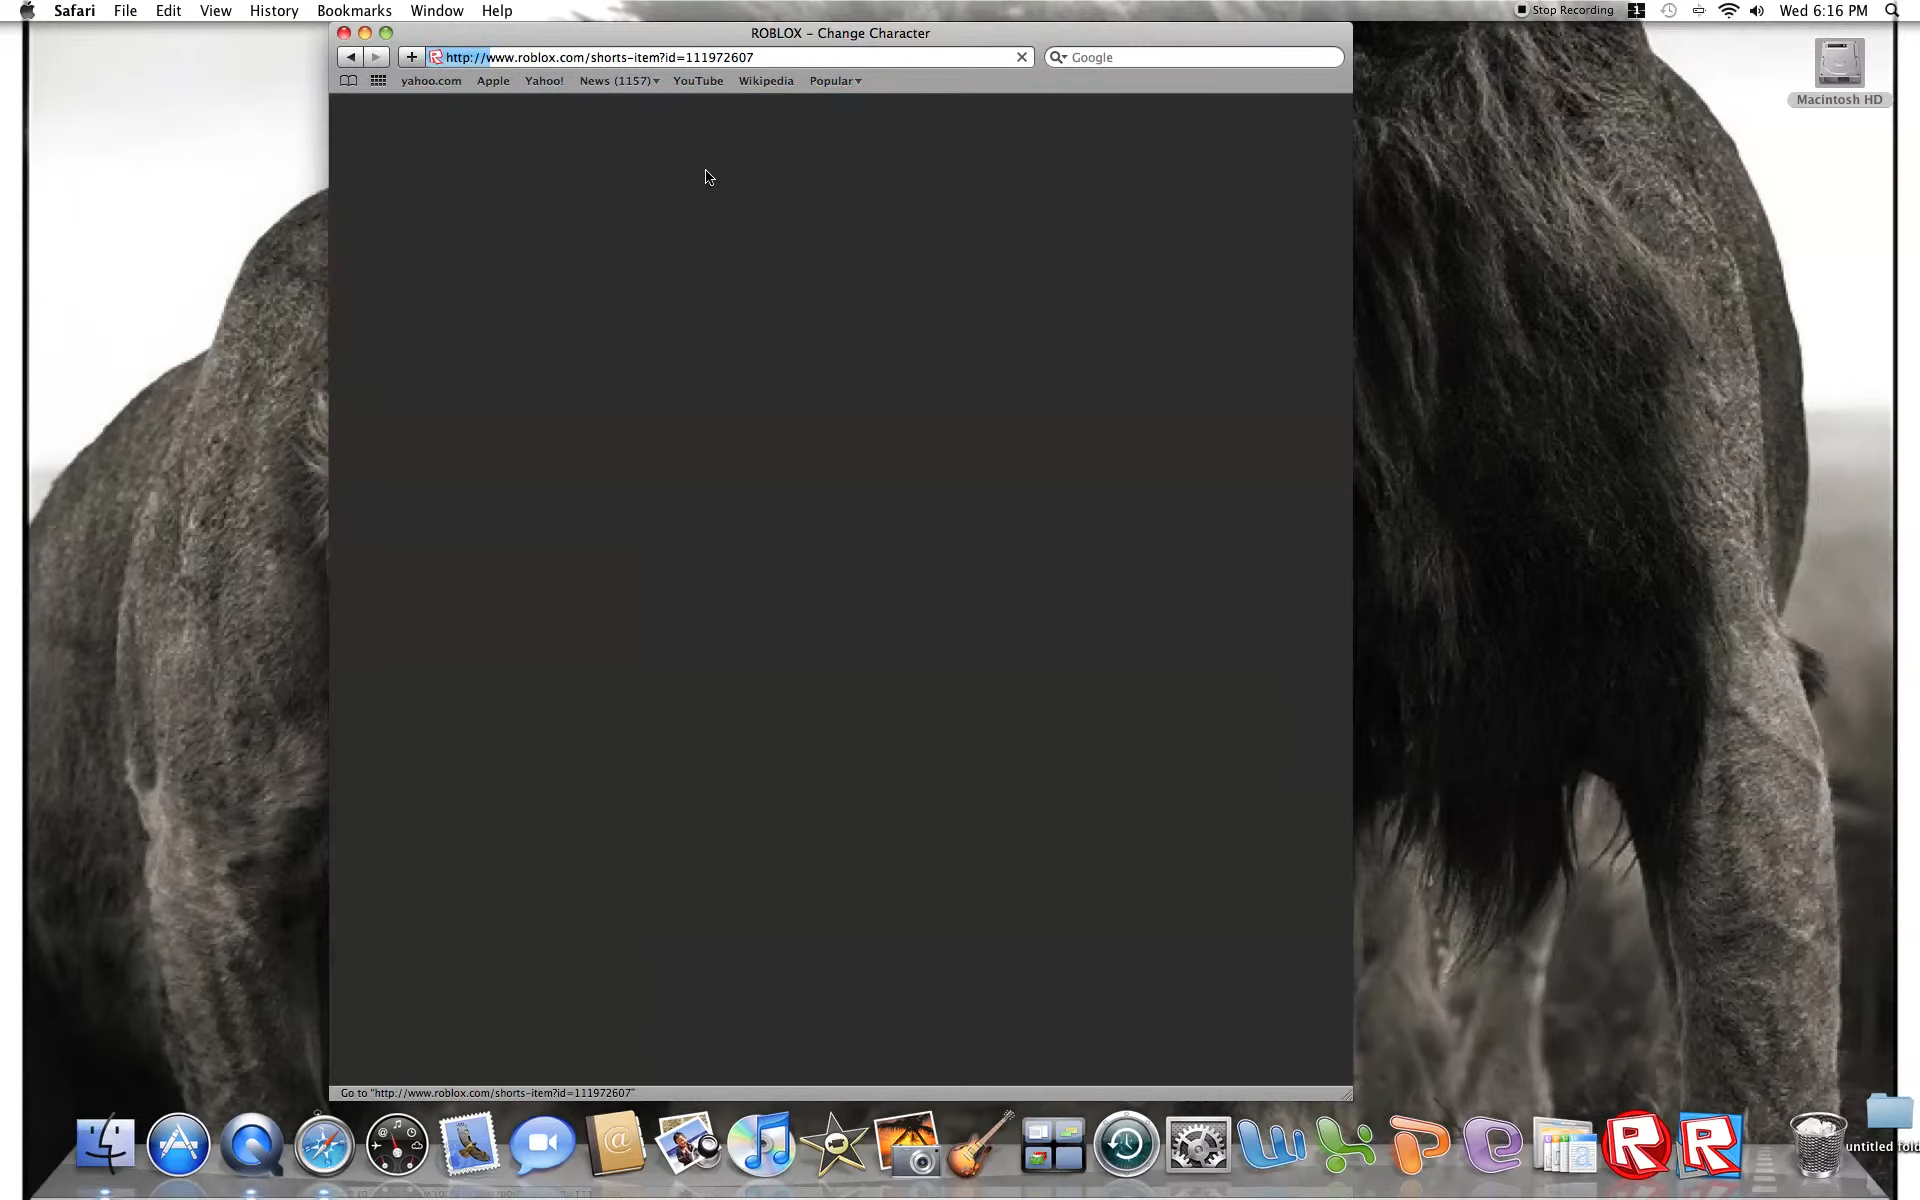 Safari File Edit View History Bookmarks Window Help Stop Recording 1 Wed 6:16 PM
ROBLOX – Change Character
http://www.roblox.com/shorts-item?id=111972607 Google
yahoo.com Apple Yahoo! News (1157) YouTube Wikipedia Popular
Macintosh HD
Go to "http://www.roblox.com/shorts-item?id=111972607"
untitled fold